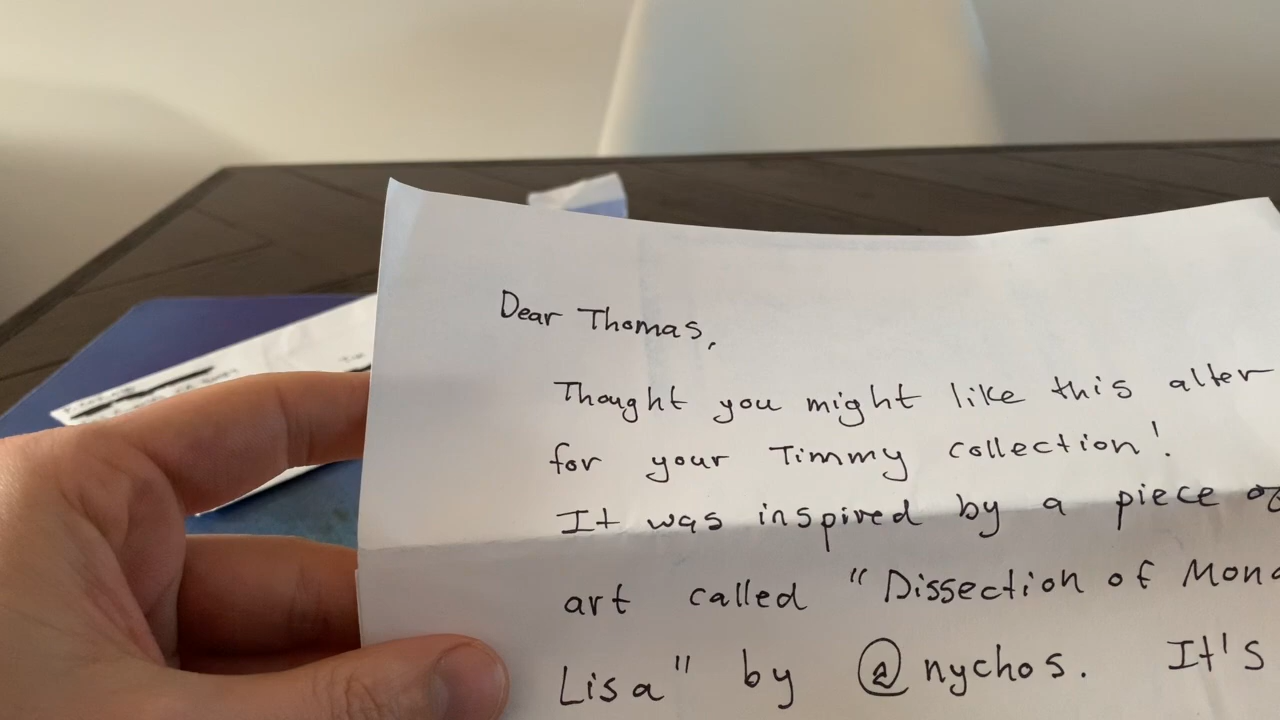 Dear Thomas,
Thought you might like this alter
for your Timmy collection!
It was inspired by a piece of
art called "Dissection of Mona
Lisa" by @nychos. It's